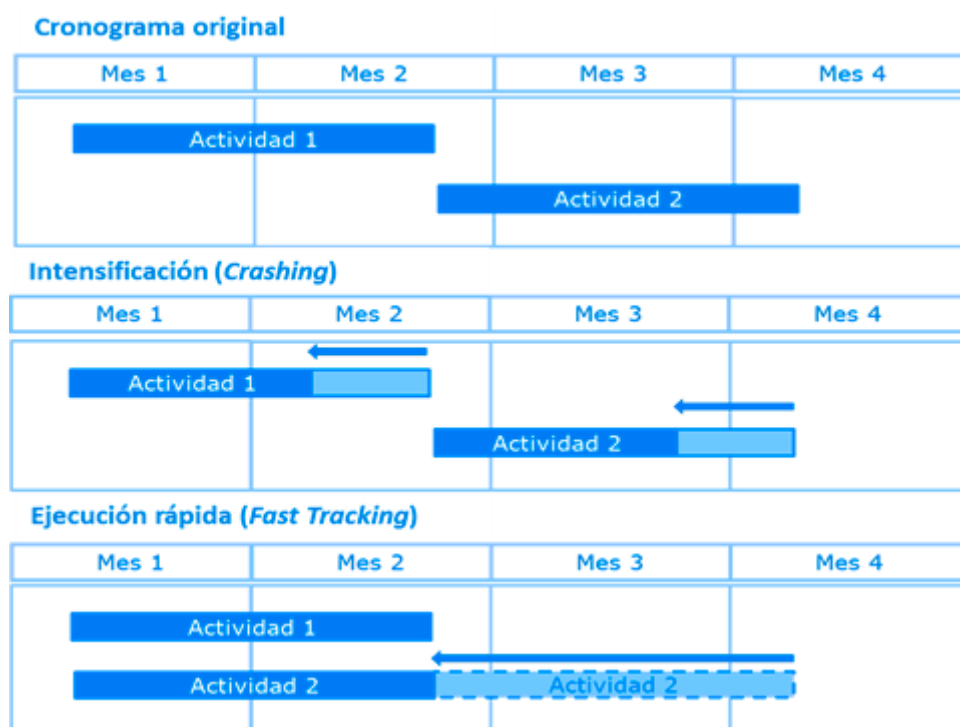 Cronograma original
Mes 1 Mes 2 Mes 3 Mes 4
Actividad 1
Actividad 2
Intensificación (Crashing)
Mes 1 Mes 2 Mes 3 Mes 4
Actividad 1
Actividad 2
Ejecución rápida (Fast Tracking)
Mes 1 Mes 2 Mes 3 Mes 4
Actividad 1
Actividad 2 Actividad 2